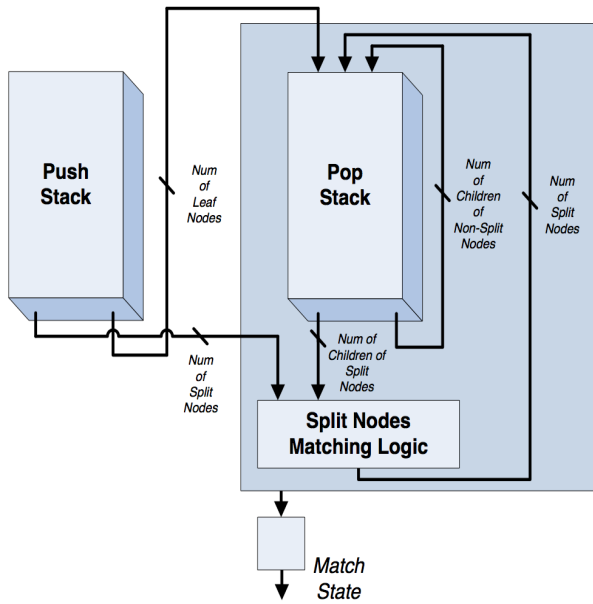 Push
Stack
Num
of
Leaf
Nodes
Pop
Stack
Num
of
Children
of
Non-Split
Nodes
Num
of
Split
Nodes
Num
of
Split
Nodes
Num of
Children of
Split
Nodes
Split Nodes
Matching Logic
Match
State